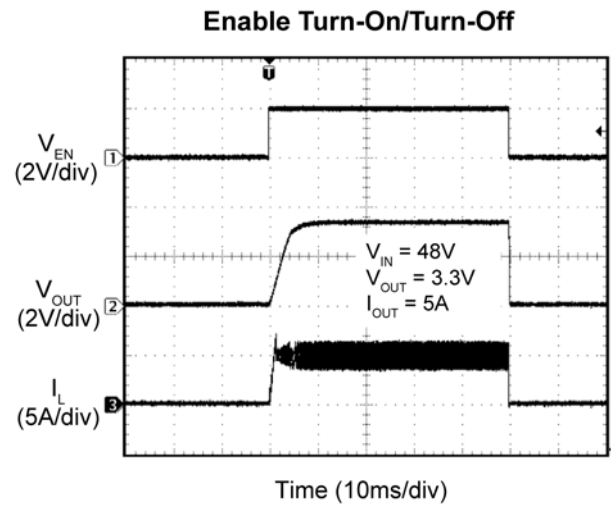 Enable Turn-On/Turn-Off
T
V_EN
(2V/div)
1
V_OUT
(2V/div)
2
V_IN = 48V
V_OUT = 3.3V
I_OUT = 5A
I_L
(5A/div)
3
Time (10ms/div)